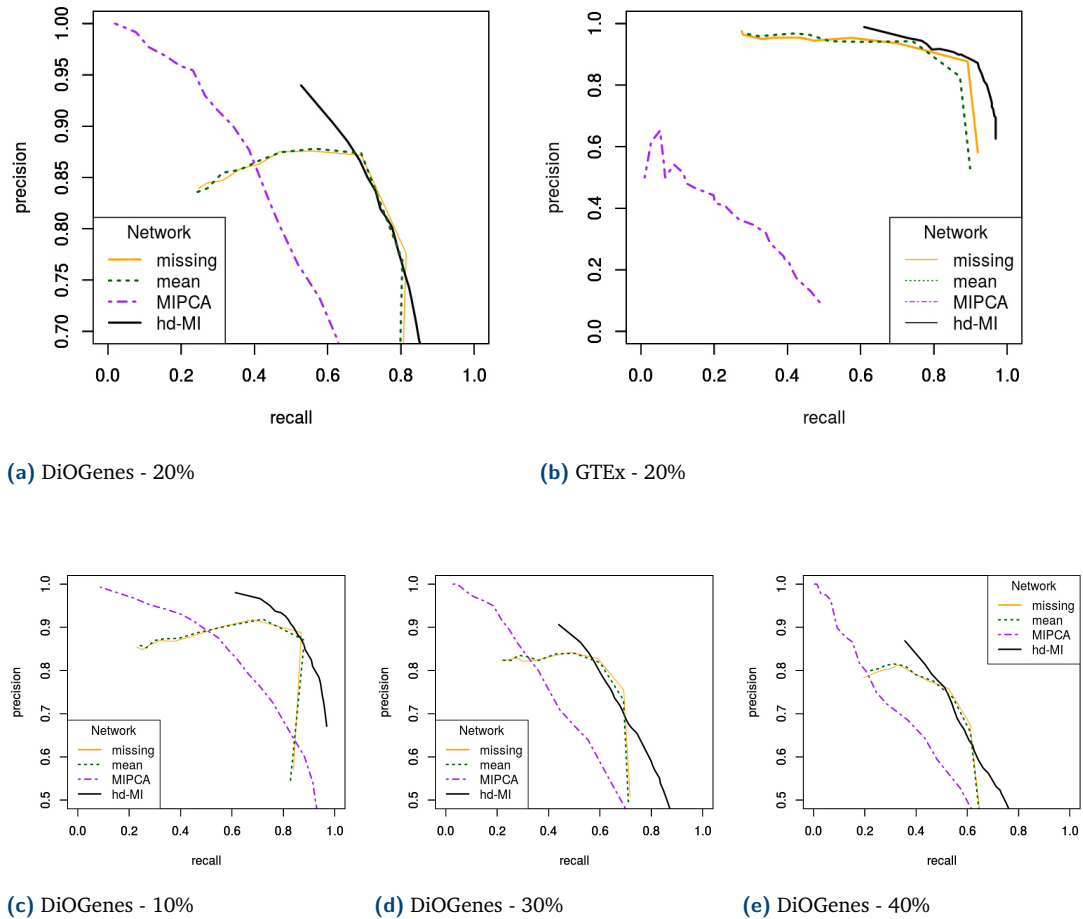 1.00
0.95
0.90
0.85
0.80
0.75
0.70
precision
0.0 0.2 0.4 0.6 0.8 1.0
recall
Network
missing
mean
MIPCA
hd-MI
(a) DiOGenes - 20%
1.0
0.8
0.6
0.4
0.2
0.0
precision
0.0 0.2 0.4 0.6 0.8 1.0
recall
Network
missing
mean
MIPCA
hd-MI
(b) GTEx - 20%
1.0
0.9
0.8
0.7
0.6
0.5
precision
0.0 0.2 0.4 0.6 0.8 1.0
recall
Network
missing
mean
MIPCA
hd-MI
(c) DiOGenes - 10%
1.0
0.9
0.8
0.7
0.6
0.5
precision
0.0 0.2 0.4 0.6 0.8 1.0
recall
Network
missing
mean
MIPCA
hd-MI
(d) DiOGenes - 30%
1.0
0.9
0.8
0.7
0.6
0.5
precision
0.0 0.2 0.4 0.6 0.8 1.0
recall
Network
missing
mean
MIPCA
hd-MI
(e) DiOGenes - 40%